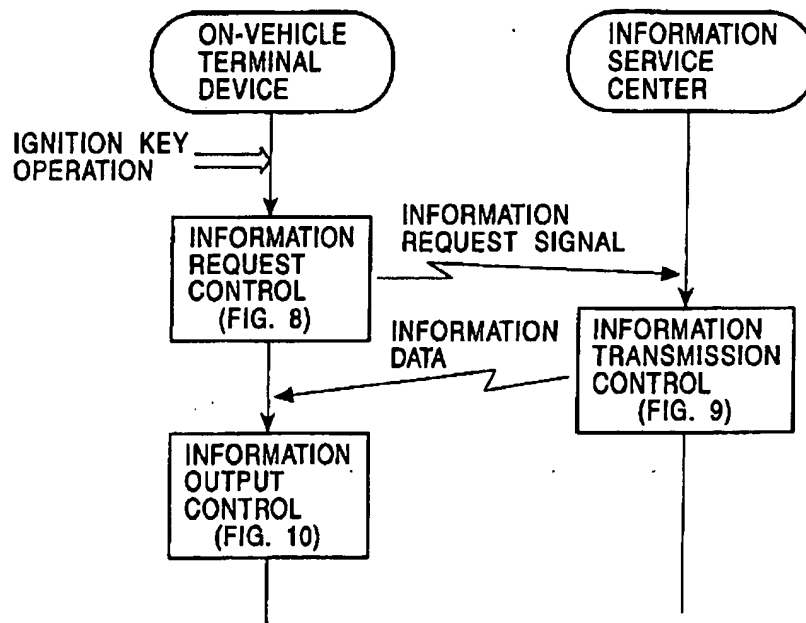 ON-VEHICLE
TERMINAL
DEVICE
INFORMATION
SERVICE
CENTER
IGNITION KEY
OPERATION
INFORMATION
REQUEST SIGNAL
INFORMATION
REQUEST
CONTROL
(FIG. 8)
INFORMATION
DATA
INFORMATION
TRANSMISSION
CONTROL
(FIG. 9)
INFORMATION
OUTPUT
CONTROL
(FIG. 10)